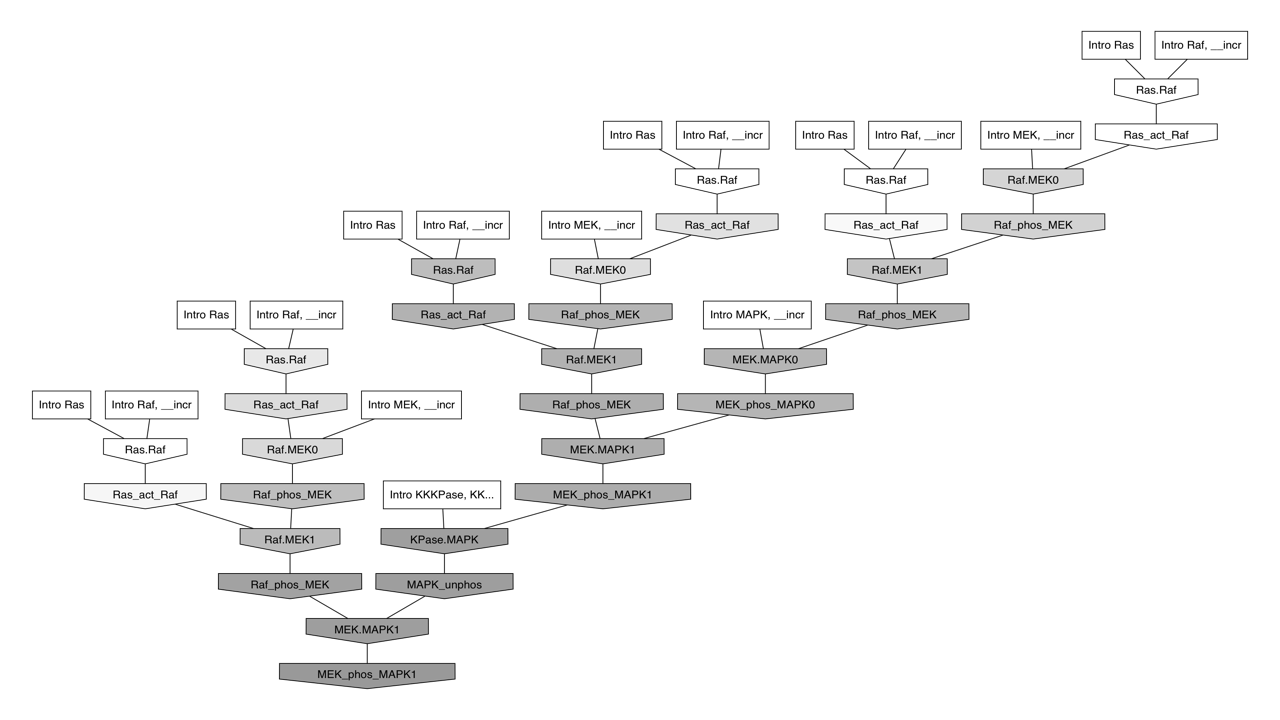 Intro Ras
Intro Raf, __incr
Ras.Raf
Intro Ras
Intro Raf, __incr
Intro Ras
Intro Raf, __incr
Intro MEK, __incr
Ras_act_Raf
Ras.Raf
Ras.Raf
Raf.MEK0
Intro Ras
Intro Raf, __incr
Intro MEK, __incr
Ras_act_Raf
Ras_act_Raf
Raf_phos_MEK
Ras.Raf
Raf.MEK0
Raf.MEK1
Intro Ras
Intro Raf, __incr
Ras_act_Raf
Raf_phos_MEK
Intro MAPK, __incr
Raf_phos_MEK
Ras.Raf
Raf.MEK1
MEK.MAPK0
Intro Ras
Intro Raf, __incr
Ras_act_Raf
Intro MEK, __incr
Raf_phos_MEK
MEK_phos_MAPK0
Ras.Raf
Raf.MEK0
MEK.MAPK1
Ras_act_Raf
Raf_phos_MEK
Intro KKKPase, KK...
MEK_phos_MAPK1
Raf.MEK1
KPase.MAPK
Raf_phos_MEK
MAPK_unphos
MEK.MAPK1
MEK_phos_MAPK1